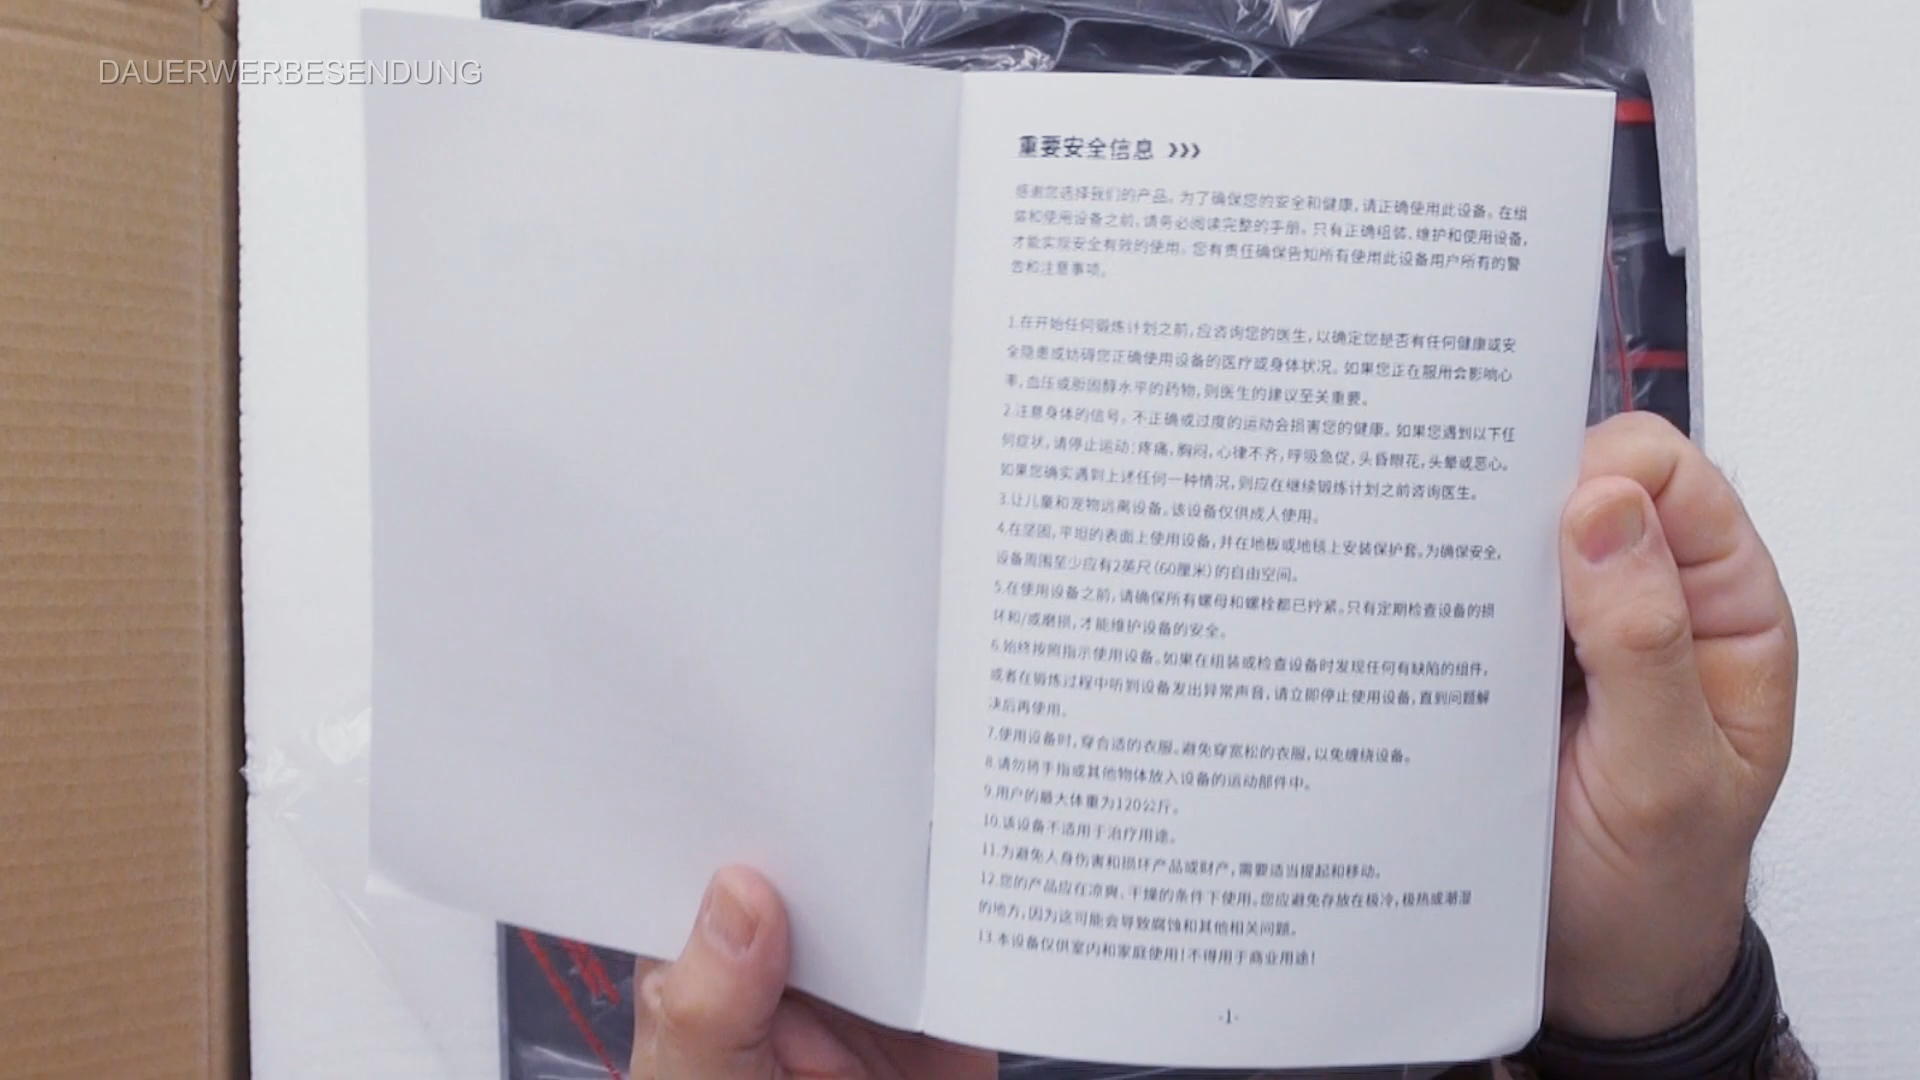 DAUERWERBESENDUNG
重要安全信息 >>>
感谢您选择我们的产品。为了确保您的安全和健康,请正确使用此设备。在组
装和使用设备之前,请务必阅读完整的手册。只有正确组装、维护和使用设备,
才能实现安全有效的使用。您有责任确保告知所有使用此设备用户所有的警
告和注意事项。
1.在开始任何锻炼计划之前,应咨询您的医生,以确定您是否有任何健康或安
全隐患或妨碍您正确使用设备的医疗或身体状况。如果您正在服用会影响心
率,血压或胆固醇水平的药物,则医生的建议至关重要。
2.注意身体的信号。不正确或过度的运动会损害您的健康。如果您遇到以下任
何症状,请停止运动:疼痛,胸闷,心律不齐,呼吸急促,头昏眼花,头晕或恶心。
如果您确实遇到上述任何一种情况,则应在继续锻炼计划之前咨询医生。
3.让儿童和宠物远离设备。该设备仅供成人使用。
4.在坚固,平坦的表面上使用设备,并在地板或地毯上安装保护套。为确保安全,
设备周围至少应有2英尺(60厘米)的自由空间。
5.在使用设备之前,请确保所有螺母和螺栓都已拧紧。只有定期检查设备的损
坏和/或磨损,才能维护设备的安全。
6.始终按照指示使用设备。如果在组装或检查设备时发现任何有缺陷的组件,
或者在锻炼过程中听到设备发出异常声音,请立即停止使用设备,直到问题解
决后再使用。
7.使用设备时,穿合适的衣服。避免穿宽松的衣服,以免缠绕设备。
8.请勿将手指或其他物体放入设备的运动部件中。
9.用户的最大体重为120公斤。
10.该设备不适用于治疗用途。
11.为避免人身伤害和损坏产品或财产,需要适当提起和移动。
12.您的产品应在凉爽、干燥的条件下使用。您应避免存放在极冷,极热或潮湿
的地方,因为这可能会导致腐蚀和其他相关问题。
13.本设备仅供室内和家庭使用!不得用于商业用途!
-1-